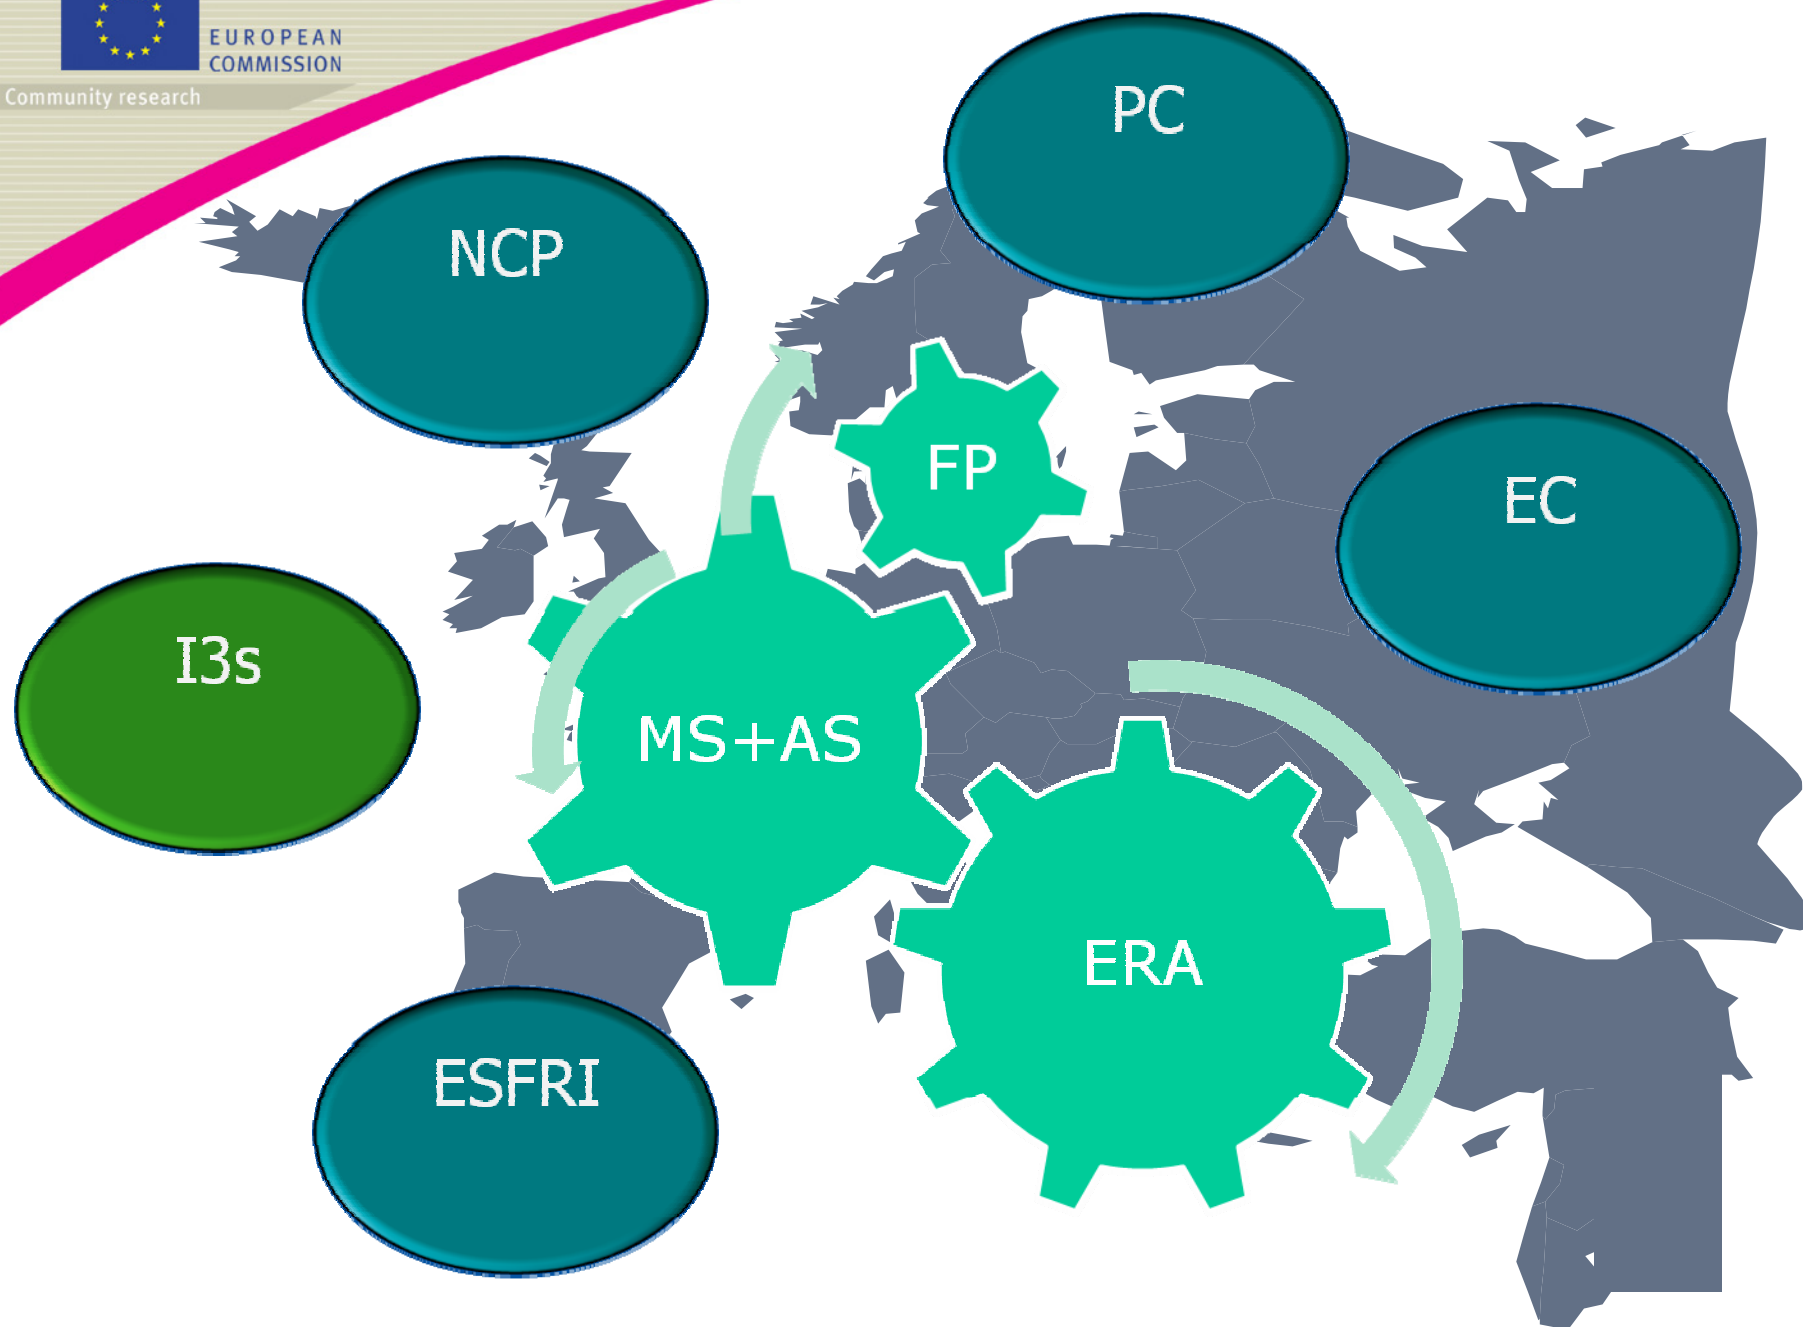 EUROPEAN
COMMISSION
Community research
PC
NCP
FP
EC
I3s
MS+AS
ERA
ESFRI